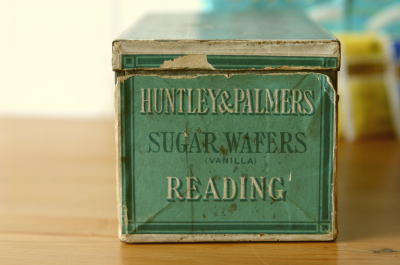 HUNTLEY&PALMERS
SUGAR WAFERS
(VANILLA)
READING